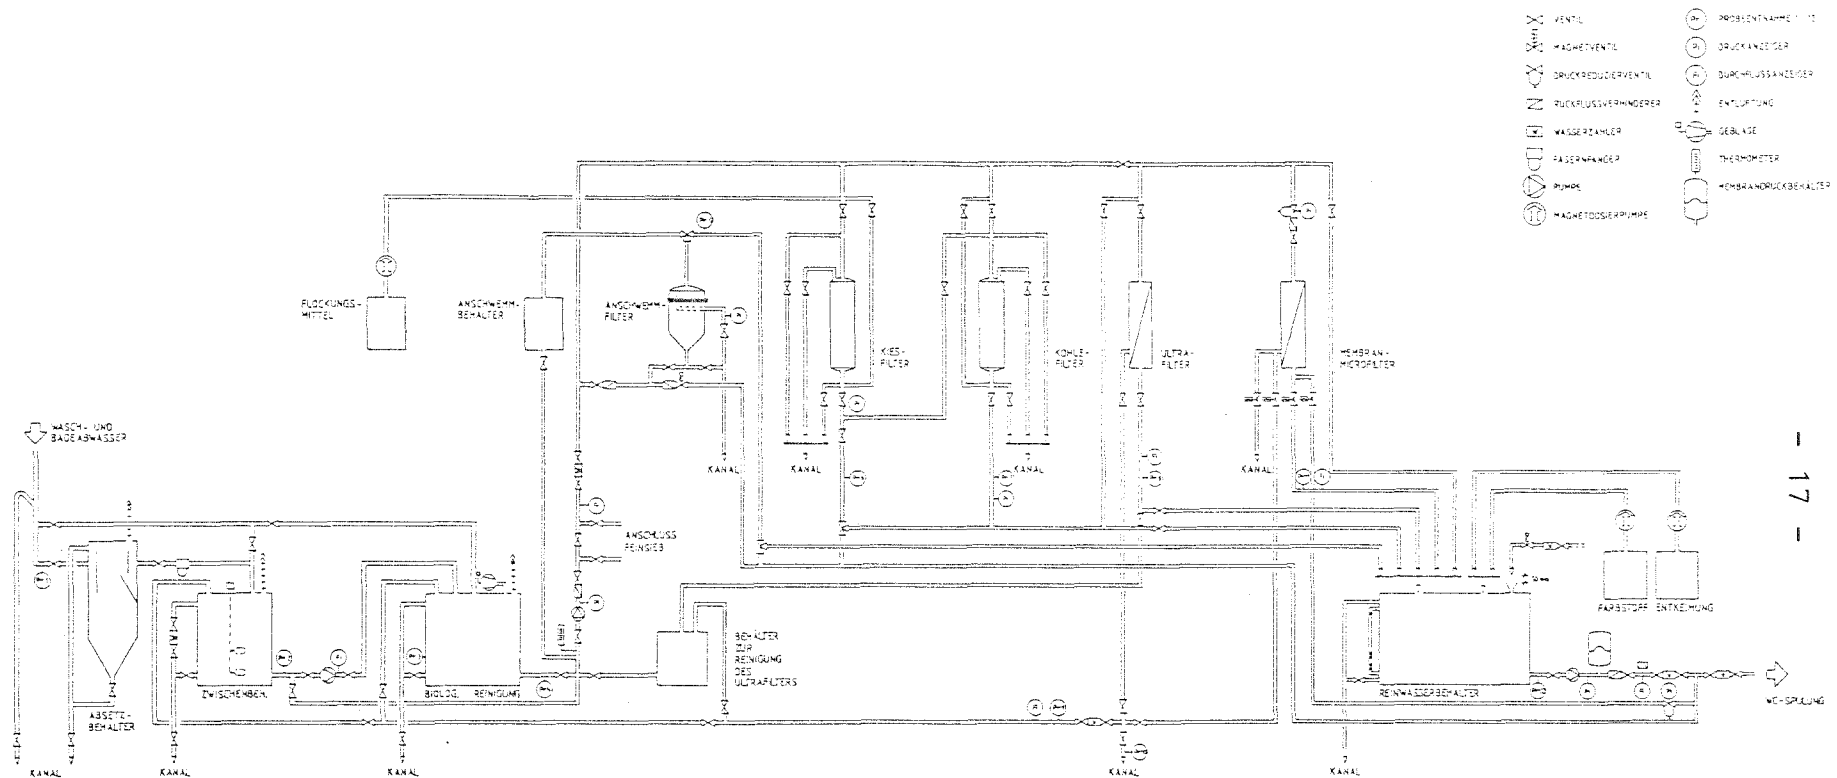 VENTIL
MAGNETVENTIL
DRUCKREDUZIERVENTIL
RÜCKFLUSSVERHINDERER
WASSERZÄHLER
FASERNFÄNGER
PUMPE
MAGNETDOSIERPUMPE
DRUCKANZEIGER
DURCHFLUSSANZEIGER
ENTLÜFTUNG
GEBLÄSE
THERMOMETER
MEMBRANDRUCKBEHÄLTER
FLOCKUNGS-
MITTEL
ANSCHWEMM-
BEHÄLTER
ANSCHWEMM-
FILTER
KIES-
FILTER
KOHLE-
FILTER
ULTRA-
FILTER
MEMBRAN-
MICROFILTER
WASCH- UND
BADEABWASSER
KANAL
KANAL
KANAL
KANAL
- 17 -
ANSCHLUSS
FEINSIEB
FARBSTOFF
ENTKEIMUNG
BEHÄLTER
ZUR
REINIGUNG
DES
ULTRAFILTERS
ZWISCHENBEH.
BIOLOG. REINIGUNG
REINWASSERBEHÄLTER
WC-SPÜLUNG
ABSETZ-
BEHÄLTER
KANAL
KANAL
KANAL
KANAL
KANAL